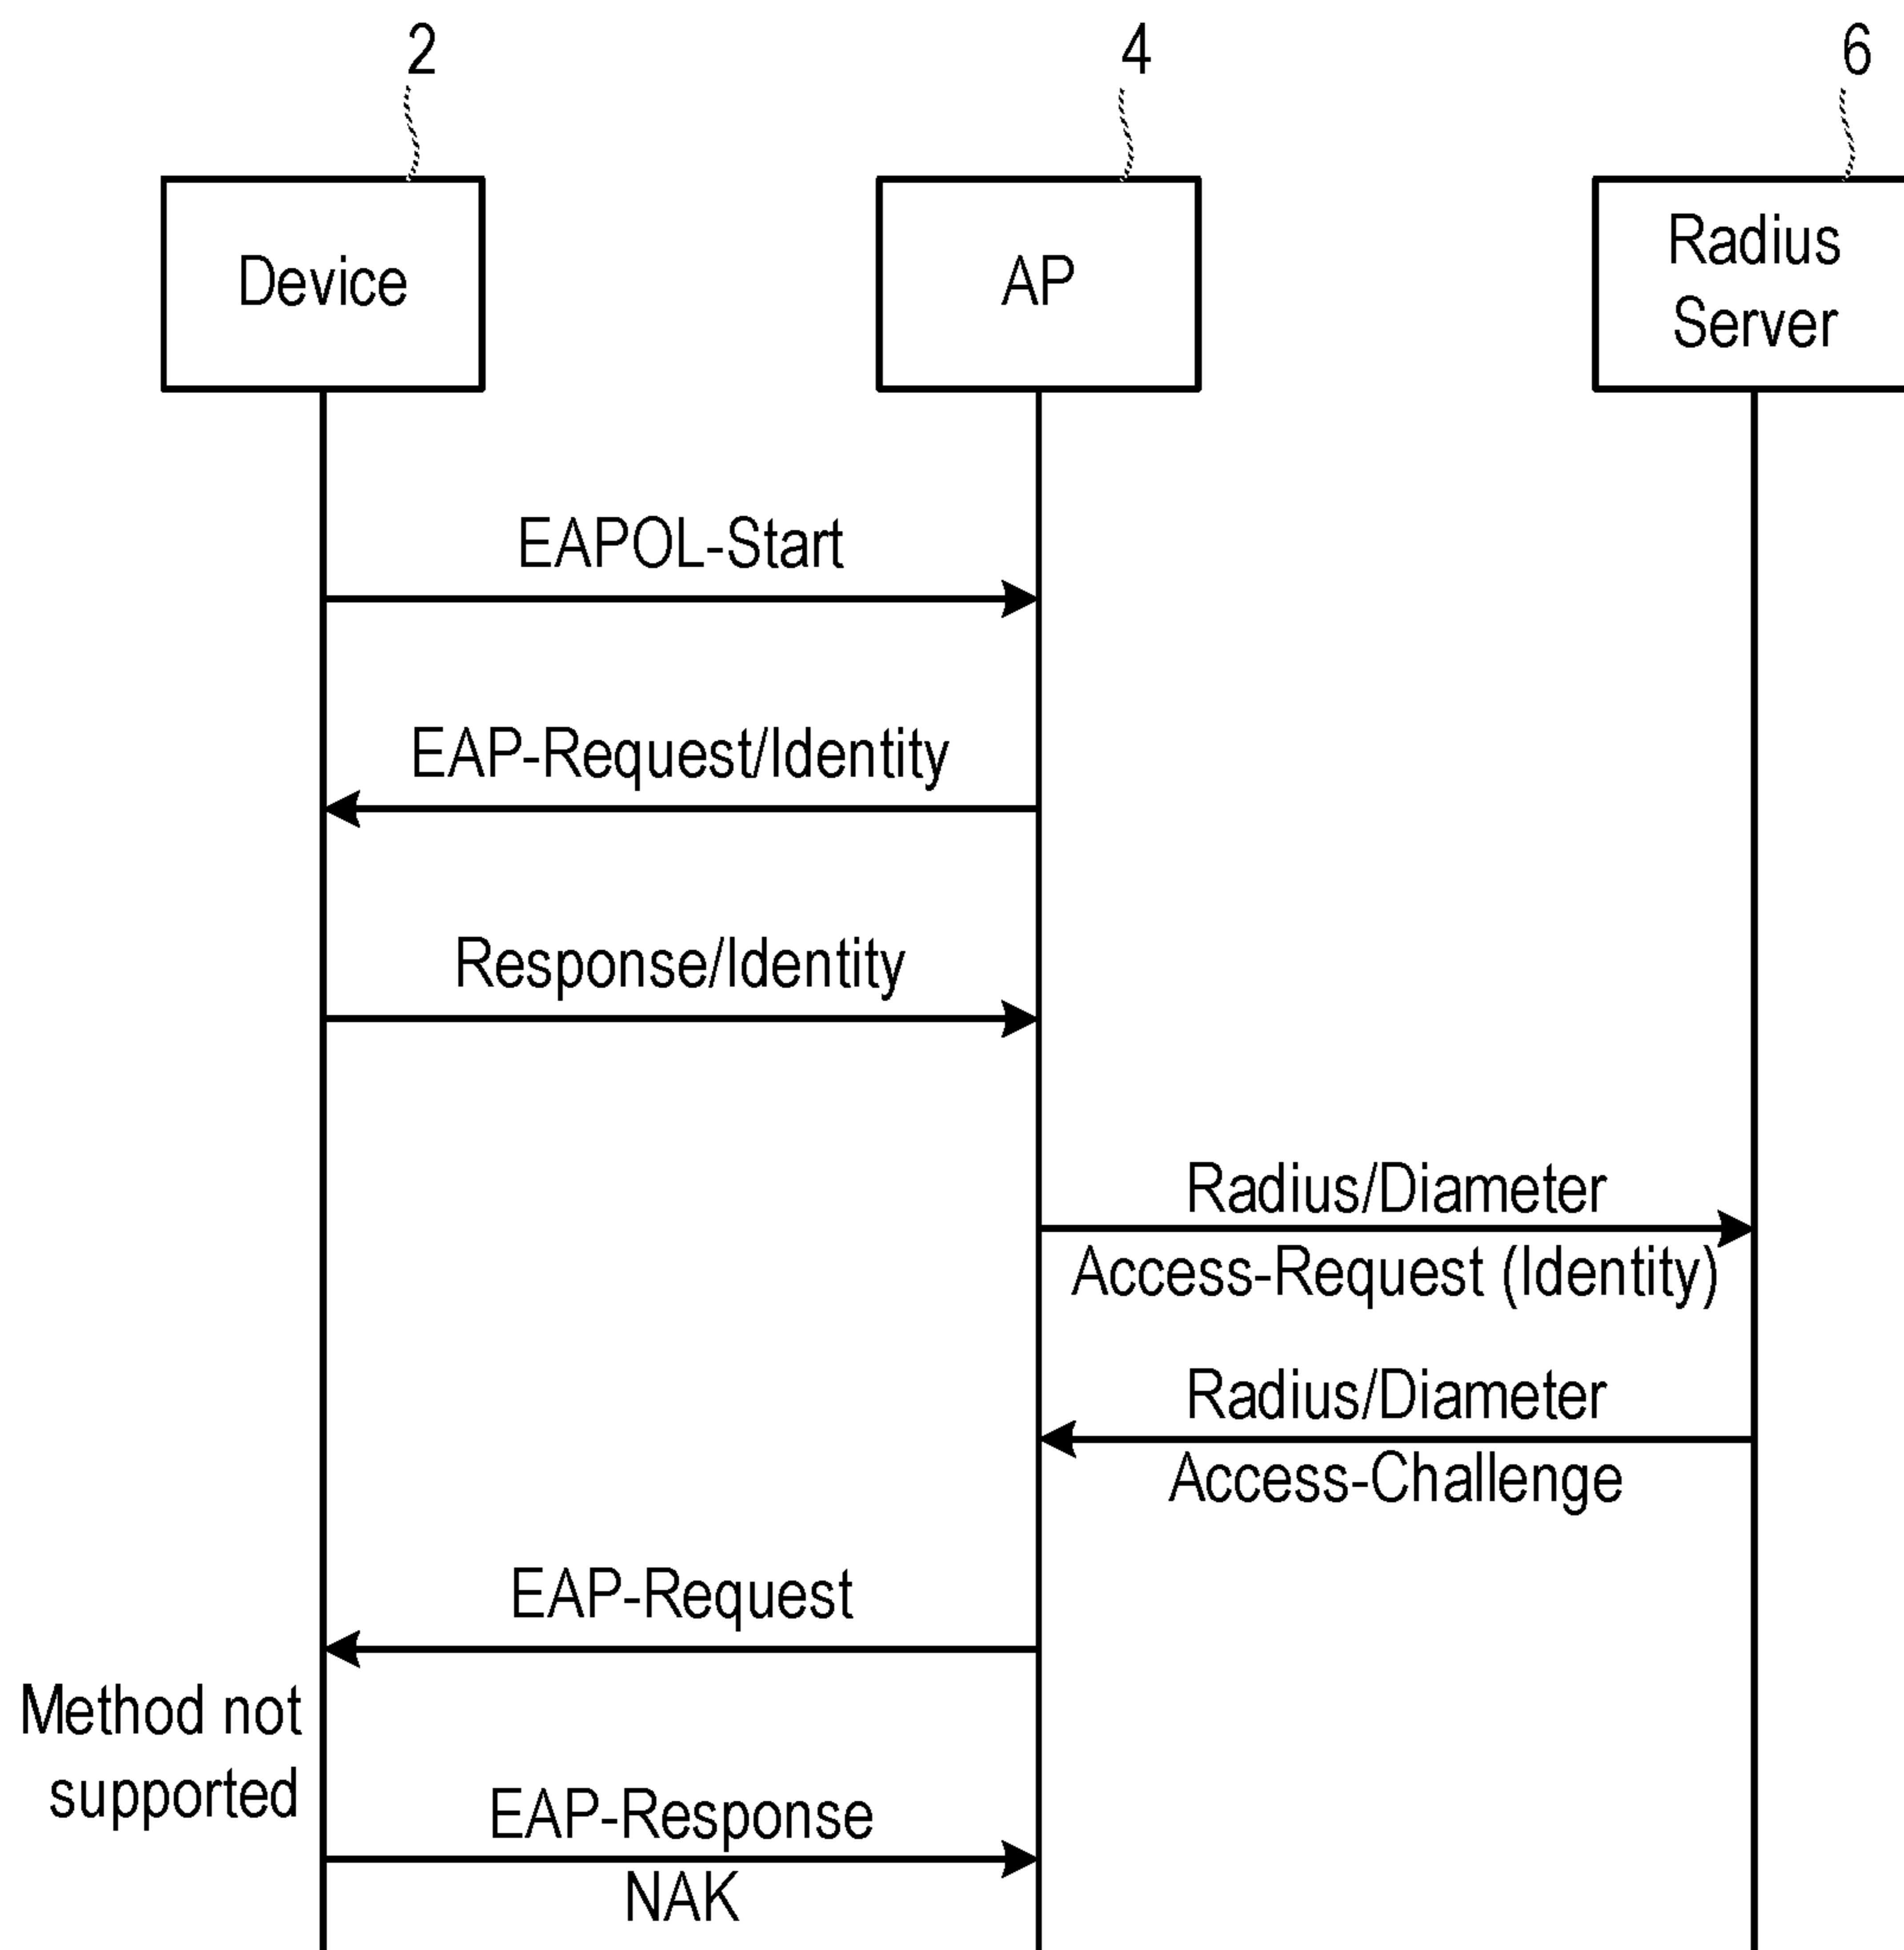 2
4
6
Device
AP
Radius
Server
EAPOL-Start
EAP-Request/Identity
Response/Identity
Radius/Diameter
Access-Request (Identity)
Radius/Diameter
Access-Challenge
EAP-Request
Method not
supported
EAP-Response
NAK